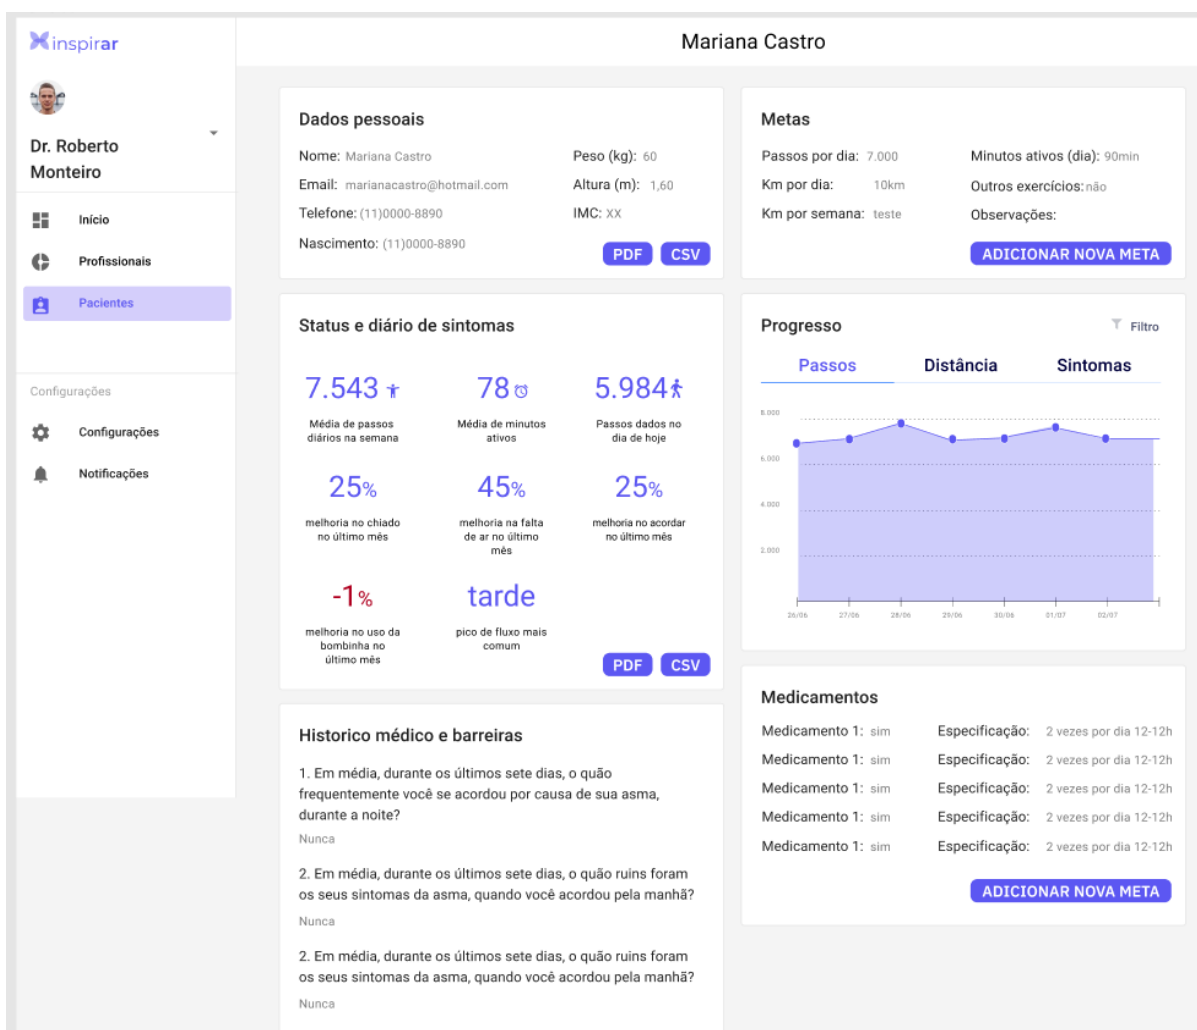 inspirar
Mariana Castro
Dr. Roberto
Monteiro
Início
Profissionais
Pacientes
Configurações
Configurações
Notificações
Dados pessoais
Nome: Mariana Castro
Peso (kg): 60
Email: marianacastro@hotmail.com
Altura (m): 1,60
Telefone: (11)0000-8890
IMC: XX
Nascimento: (11)0000-8890
PDF CSV
Metas
Passos por dia: 7.000
Minutos ativos (dia): 90min
Km por dia: 10km
Outros exercícios: não
Km por semana: teste
Observações:
ADICIONAR NOVA META
Status e diário de sintomas
7.543
Média de passos
diários na semana
78
Média de minutos
ativos
5.984
Passos dados no
dia de hoje
25%
melhoria no chiado
no último mês
45%
melhoria na falta
de ar no último
mês
25%
melhoria no acordar
no último mês
-1%
melhoria no uso da
bombinha no
último mês
tarde
pico de fluxo mais
comum
PDF CSV
Progresso
Filtro
Passos Distância Sintomas
8.000
6.000
4.000
2.000
26/06 27/06 28/06 29/06 30/06 01/07 02/07
Historico médico e barreiras
1. Em média, durante os últimos sete dias, o quão
frequentemente você se acordou por causa de sua asma,
durante a noite?
Nunca
2. Em média, durante os últimos sete dias, o quão ruins foram
os seus sintomas da asma, quando você acordou pela manhã?
Nunca
2. Em média, durante os últimos sete dias, o quão ruins foram
os seus sintomas da asma, quando você acordou pela manhã?
Nunca
Medicamentos
Medicamento 1: sim Especificação: 2 vezes por dia 12-12h
Medicamento 1: sim Especificação: 2 vezes por dia 12-12h
Medicamento 1: sim Especificação: 2 vezes por dia 12-12h
Medicamento 1: sim Especificação: 2 vezes por dia 12-12h
Medicamento 1: sim Especificação: 2 vezes por dia 12-12h
ADICIONAR NOVA META